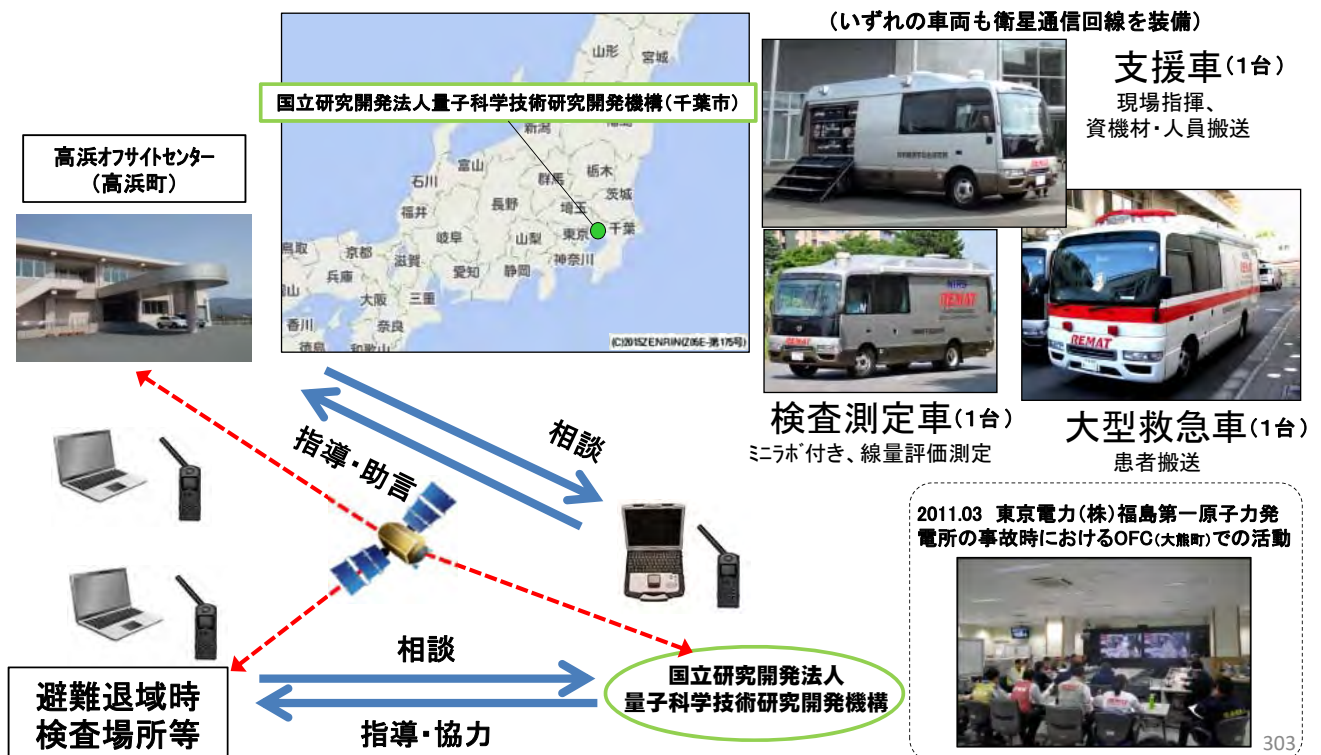 (いずれの車両も衛星通信回線を装備)
支援車(1台)
現場指揮、
資機材・人員搬送
国立研究開発法人量子科学技術研究開発機構(千葉市)
高浜オフサイトセンター
(高浜町)
山形
宮城
新潟
富山
石川
群馬
栃木
茨城
福井
長野
埼玉
東京
千葉
鳥取
京都
滋賀
岐阜
山梨
神奈川
兵庫
愛知
静岡
大阪
三重
香川
奈良
徳島
和歌山
(C)2015ZENRIN(Z05E-第175号)
NIRS
REMAT
REMAT
検査測定車(1台)
ミニラボ付き、線量評価測定
大型救急車(1台)
患者搬送
相談
指導・助言
2011.03 東京電力(株)福島第一原子力発
電所の事故時におけるOFC(大熊町)での活動
相談
指導・協力
避難退域時
検査場所等
国立研究開発法人
量子科学技術研究開発機構
303